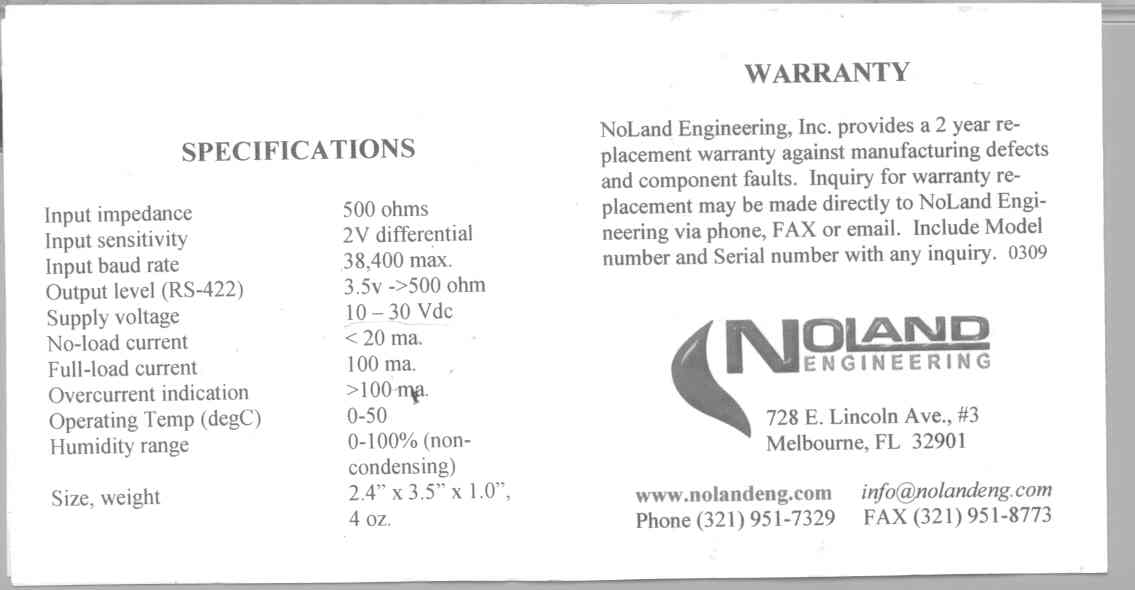 SPECIFICATIONS
Input impedance 500 ohms
Input sensitivity 2V differential
Input baud rate 38,400 max.
Output level (RS-422) 3.5v ->500 ohm
Supply voltage 10 – 30 Vdc
No-load current < 20 ma.
Full-load current 100 ma.
Overcurrent indication >100 ma.
Operating Temp (degC) 0-50
Humidity range 0-100% (non-
condensing)
Size, weight 2.4” x 3.5” x 1.0”,
4 oz.
WARRANTY
NoLand Engineering, Inc. provides a 2 year re-
placement warranty against manufacturing defects
and component faults. Inquiry for warranty re-
placement may be made directly to NoLand Engi-
neering via phone, FAX or email. Include Model
number and Serial number with any inquiry. 0309
NOLAND
ENGINEERING
728 E. Lincoln Ave., #3
Melbourne, FL 32901
www.nolandeng.com info@nolandeng.com
Phone (321) 951-7329 FAX (321) 951-8773